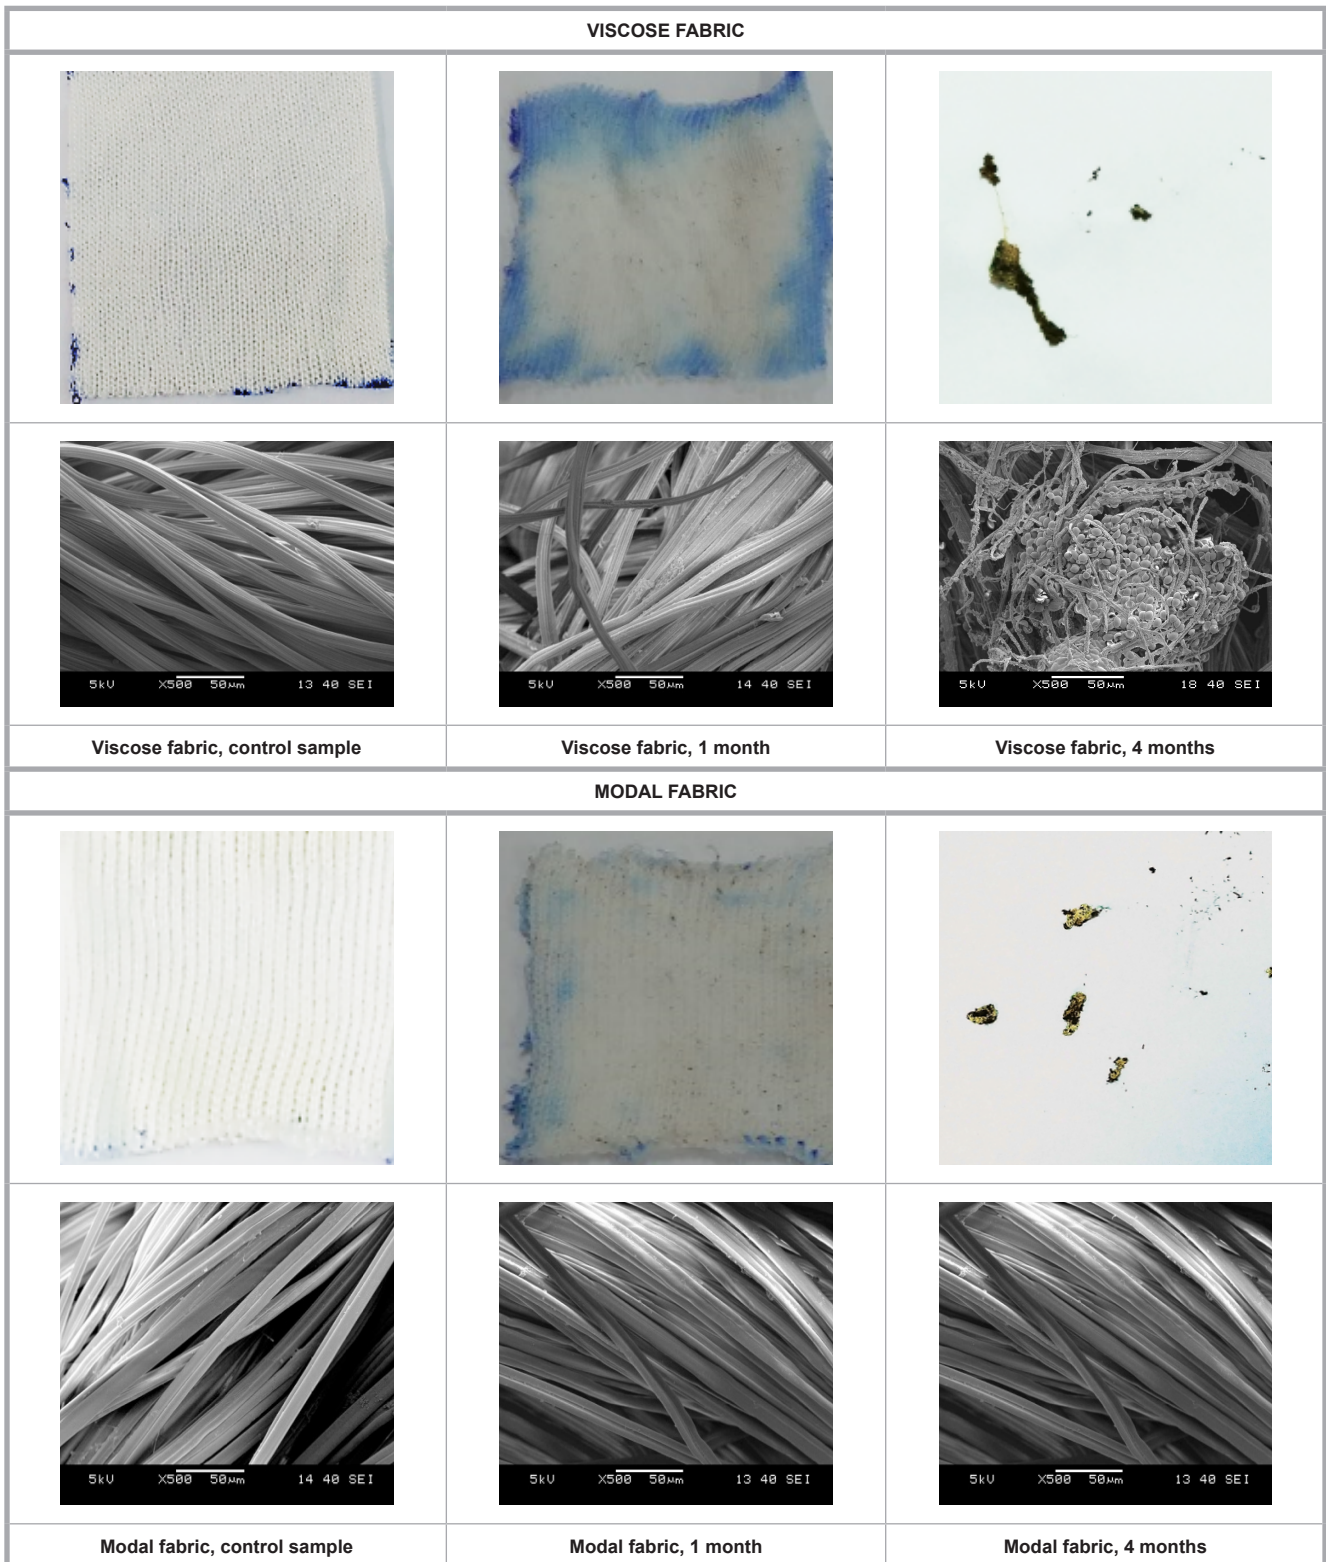 VISCOSE FABRIC
5kV X500 50µm 13 40 SEI
5kV X500 50µm 14 40 SEI
5kV X500 50µm 18 40 SEI
Viscose fabric, control sample
Viscose fabric, 1 month
Viscose fabric, 4 months
MODAL FABRIC
5kV X500 50µm 14 40 SEI
5kV X500 50µm 13 40 SEI
5kV X500 50µm 13 40 SEI
Modal fabric, control sample
Modal fabric, 1 month
Modal fabric, 4 months